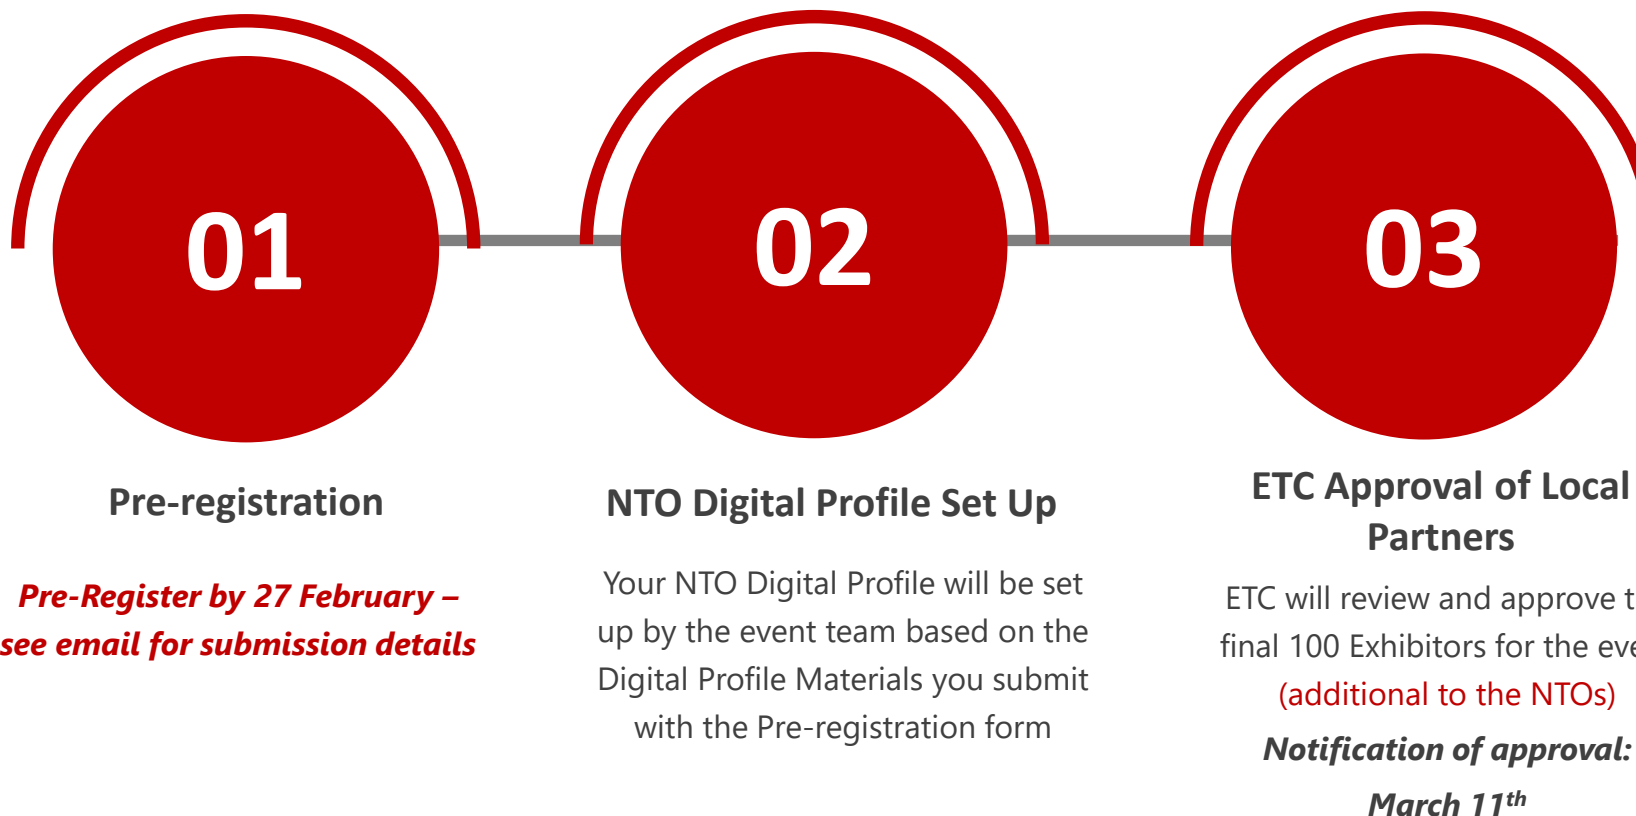 01
Pre-registration
Pre-Register by 27 February –
see email for submission details
02
NTO Digital Profile Set Up
Your NTO Digital Profile will be set
up by the event team based on the
Digital Profile Materials you submit
with the Pre-registration form
03
ETC Approval of Local
Partners
ETC will review and approve
final 100 Exhibitors for the
(additional to the NTOs)
Notification of approval:
March 11th